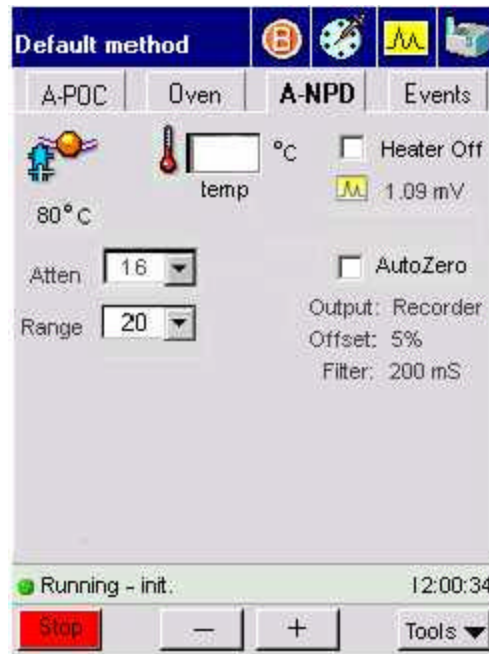 Default method
B
A-POC Oven A-NPD Events
°C Heater Off
temp 1.09 mV
80°C
Atten 16 AutoZero
Range 20 Output: Recorder
Offset: 5%
Filter: 200 mS
Running - init. 12:00:34
Stop - + Tools